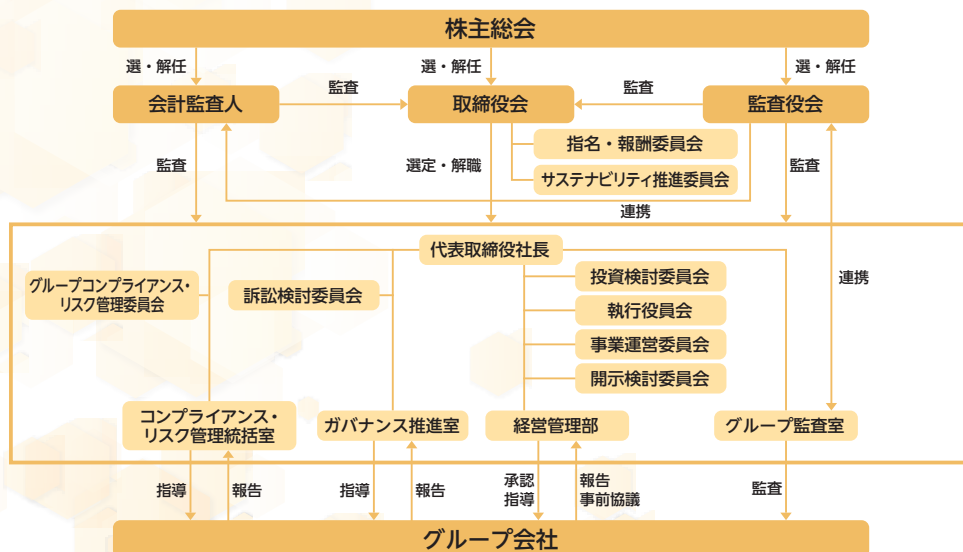 株主総会
選・解任
選・解任
選・解任
会計監査人
監査
取締役会
監査
監査役会
監査
選定・解職
指名・報酬委員会
サステナビリティ推進委員会
監査
連携
代表取締役社長
グループコンプライアンス・
リスク管理委員会
訴訟検討委員会
投資検討委員会
執行役員会
事業運営委員会
開示検討委員会
連携
コンプライアンス・
リスク管理統括室
ガバナンス推進室
経営管理部
グループ監査室
指導
報告
指導
報告
承認
指導
報告
事前協議
監査
グループ会社